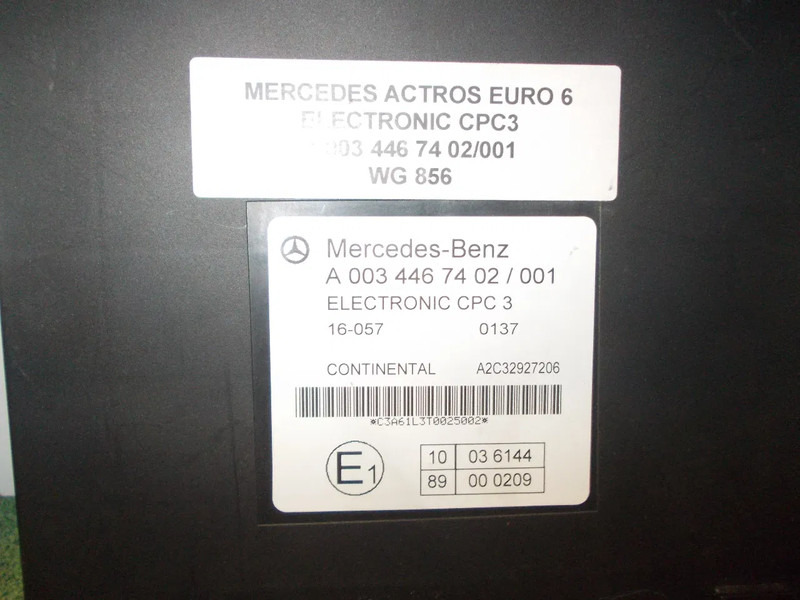 MERCEDES ACTROS EURO 6
ELECTRONIC CPC3
003 446 74 02/001
WG 856
Mercedes-Benz
A 003 446 74 02 / 001
ELECTRONIC CPC 3
16-057 0137
CONTINENTAL A2C32927206
*C3A61L3T0025002*
E1
10 03 6144
89 00 0209